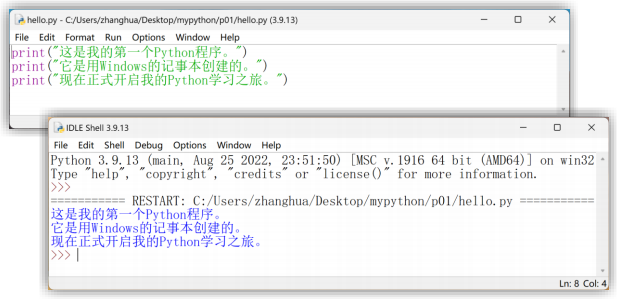 hello.py - C:/Users/zhanghua/Desktop/mypython/p01/hello.py (3.9.13)
File Edit Format Run Options Window Help
print("这是我的第一个Python程序。")
print("它是用Windows的记事本创建的。")
print("现在正式开启我的Python学习之旅。")
IDLE Shell 3.9.13
File Edit Shell Debug Options Window Help
Python 3.9.13 (main, Aug 25 2022, 23:51:50) [MSC v.1916 64 bit (AMD64)] on win32
Type "help", "copyright", "credits" or "license()" for more information.
>>>
=========== RESTART: C:/Users/zhanghua/Desktop/mypython/p01/hello.py ===========
这是我的第一个Python程序。
它是用Windows的记事本创建的。
现在正式开启我的Python学习之旅。
>>>
Ln: 8 Col: 4